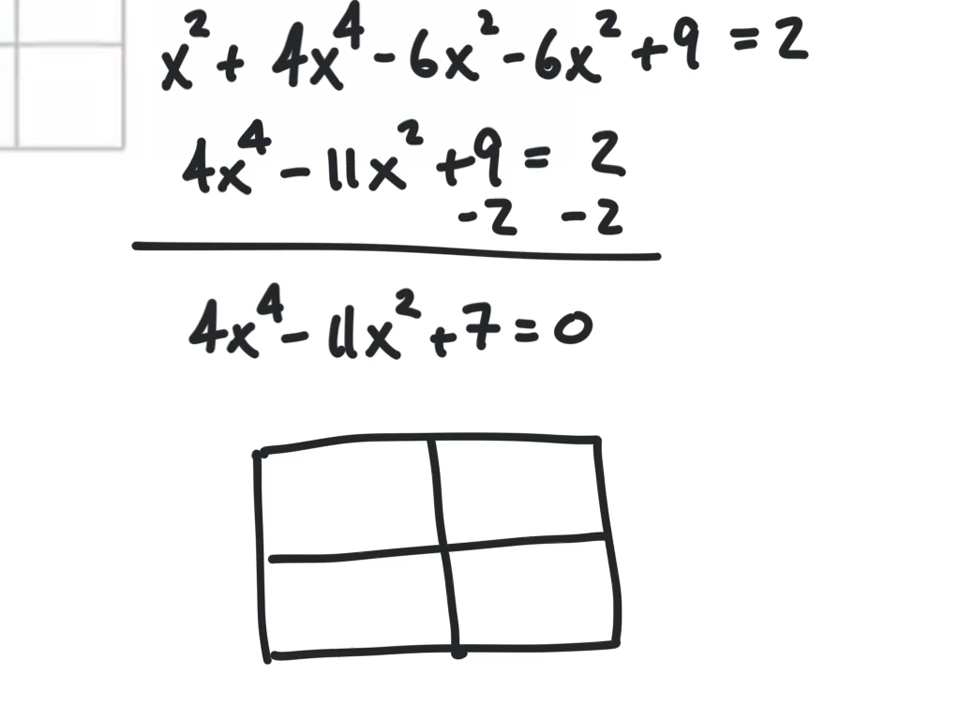 x² + 4x⁴ - 6x² - 6x² + 9 = 2
4x⁴ - 11x² + 9 = 2
-2 -2
4x⁴ - 11x² + 7 = 0